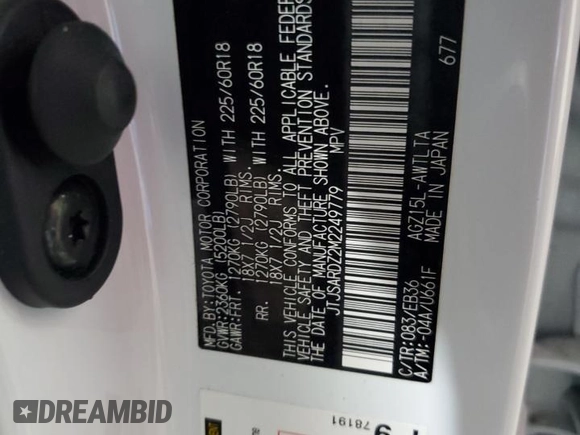 MFD.BY:TOYOTA MOTOR CORPORATION
GVWR:2360KG (5200LB)
GAWR:FRT. 1270KG (2790LB) WITH 225/60R18
18X7 1/2J RIMS.
RR. 1270KG (2790LB) WITH 225/60R18
18X7 1/2J RIMS.
THIS VEHICLE CONFORMS TO ALL APPLICABLE FEDER
VEHICLE SAFETY AND THEFT PREVENTION STANDARDS
THE DATE OF MANUFACTURE SHOWN ABOVE.
JTJSARDZ2M2249779 MPV
C/TR:083/EB36 AGZ15L-AWTLTA
A/TM:-04A/U661F MADE IN JAPAN 677
78191
DREAMBID